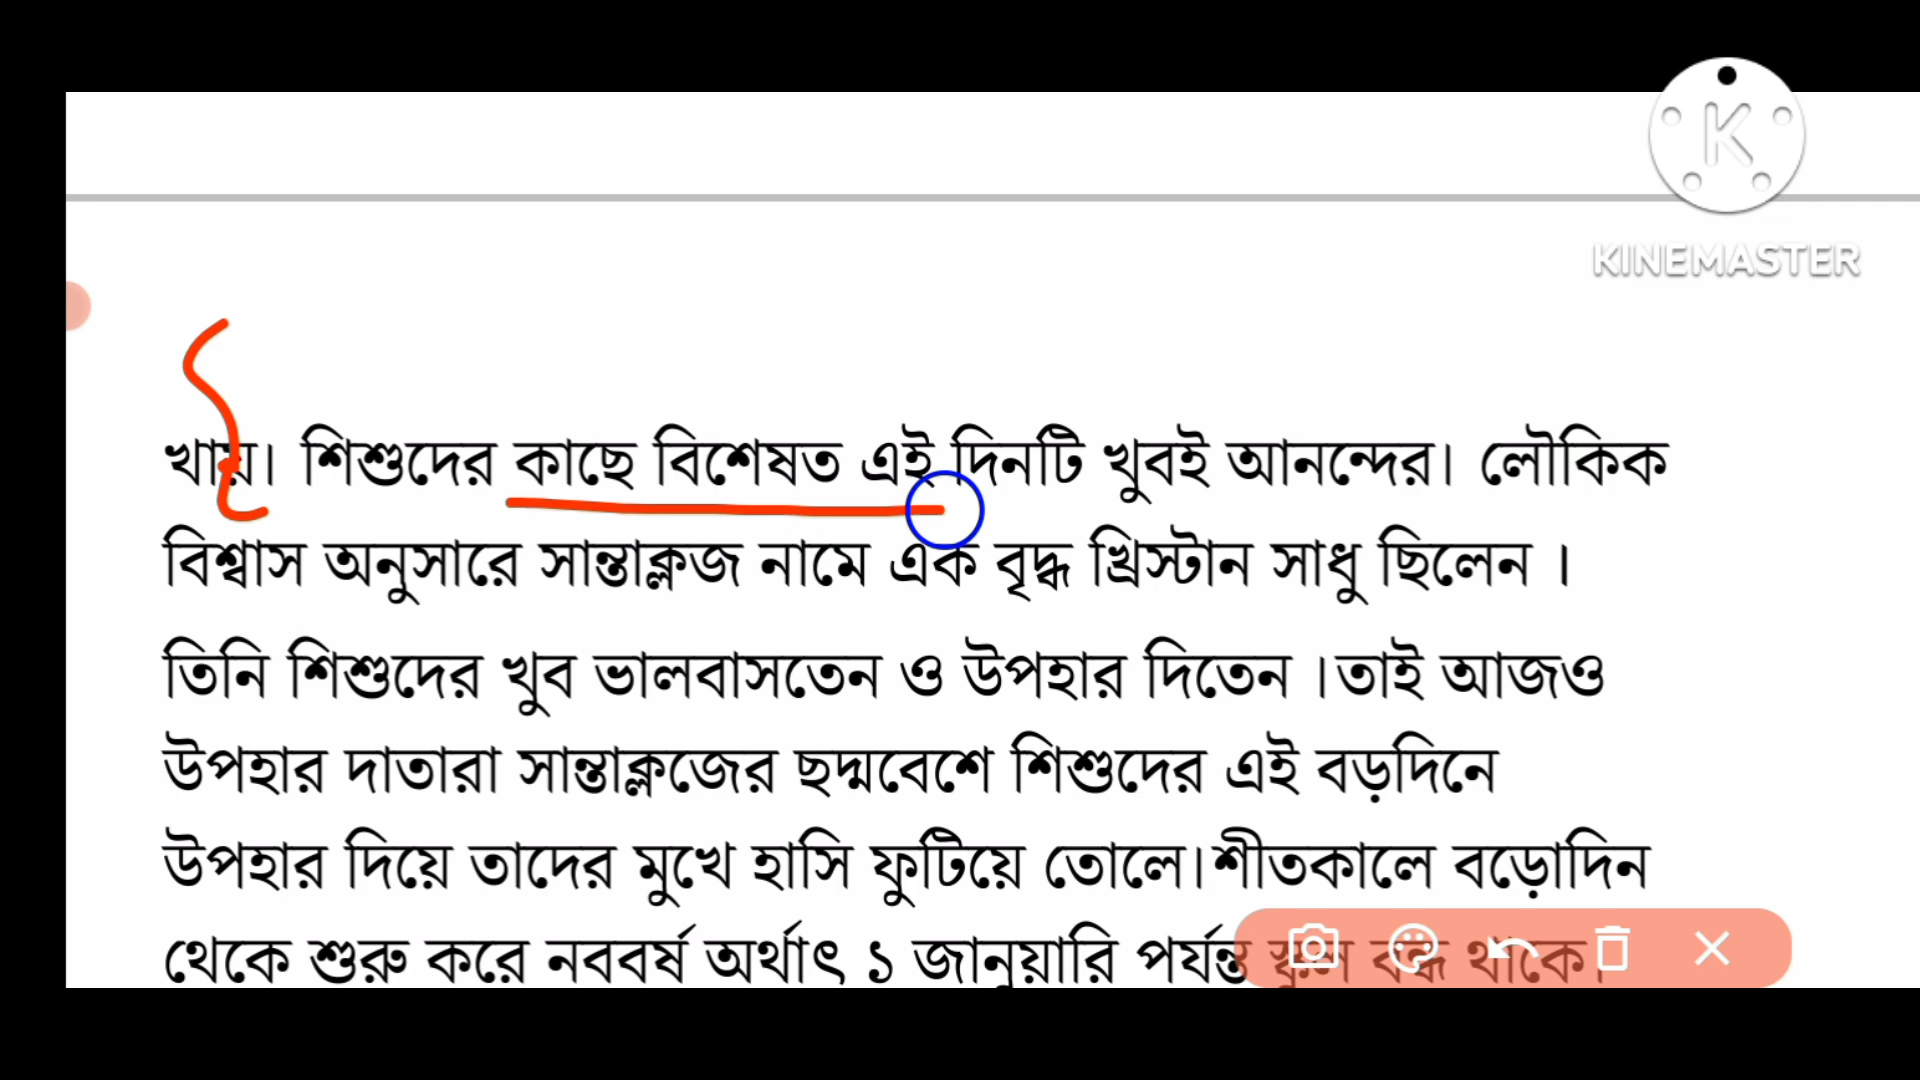 KINEMASTER
খায়। শিশুদের কাছে বিশেষত এই দিনটি খুবই আনন্দের। লৌকিক
বিশ্বাস অনুসারে সান্তাক্লজ নামে এক বৃদ্ধ খ্রিস্টান সাধু ছিলেন ।
তিনি শিশুদের খুব ভালবাসতেন ও উপহার দিতেন ।তাই আজও
উপহার দাতারা সান্তাক্লজের ছদ্মবেশে শিশুদের এই বড়দিনে
উপহার দিয়ে তাদের মুখে হাসি ফুটিয়ে তোলে।শীতকালে বড়োদিন
থেকে শুরু করে নববর্ষ অর্থাৎ ১ জানুয়ারি পর্যন্ত স্কুল বন্ধ থাকে।